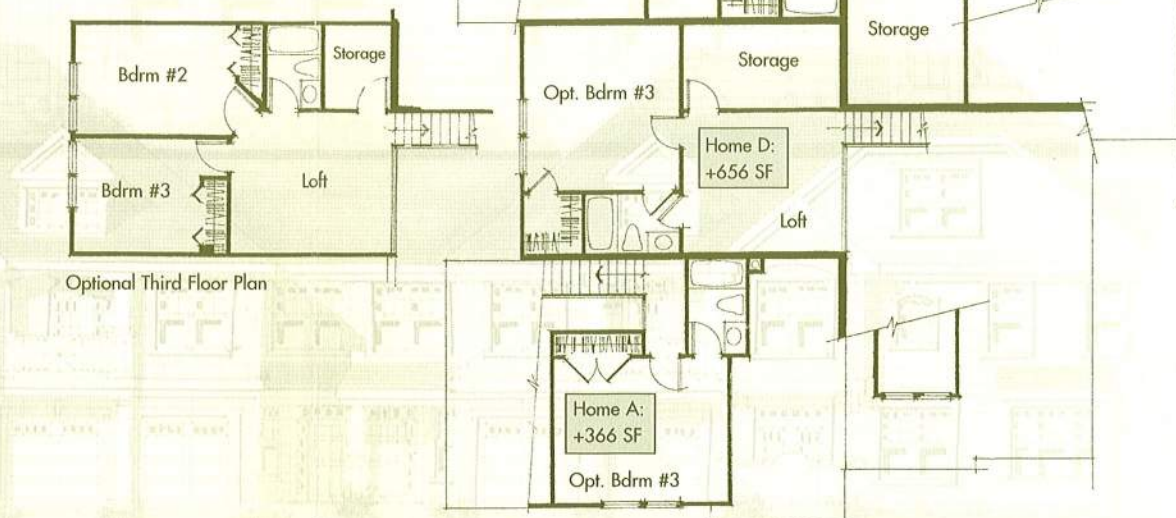 Bdrm #2
Storage
Bdrm #3
Loft
Optional Third Floor Plan
Opt. Bdrm #3
Storage
Storage
Home D:
+656 SF
Loft
Home A:
+366 SF
Opt. Bdrm #3